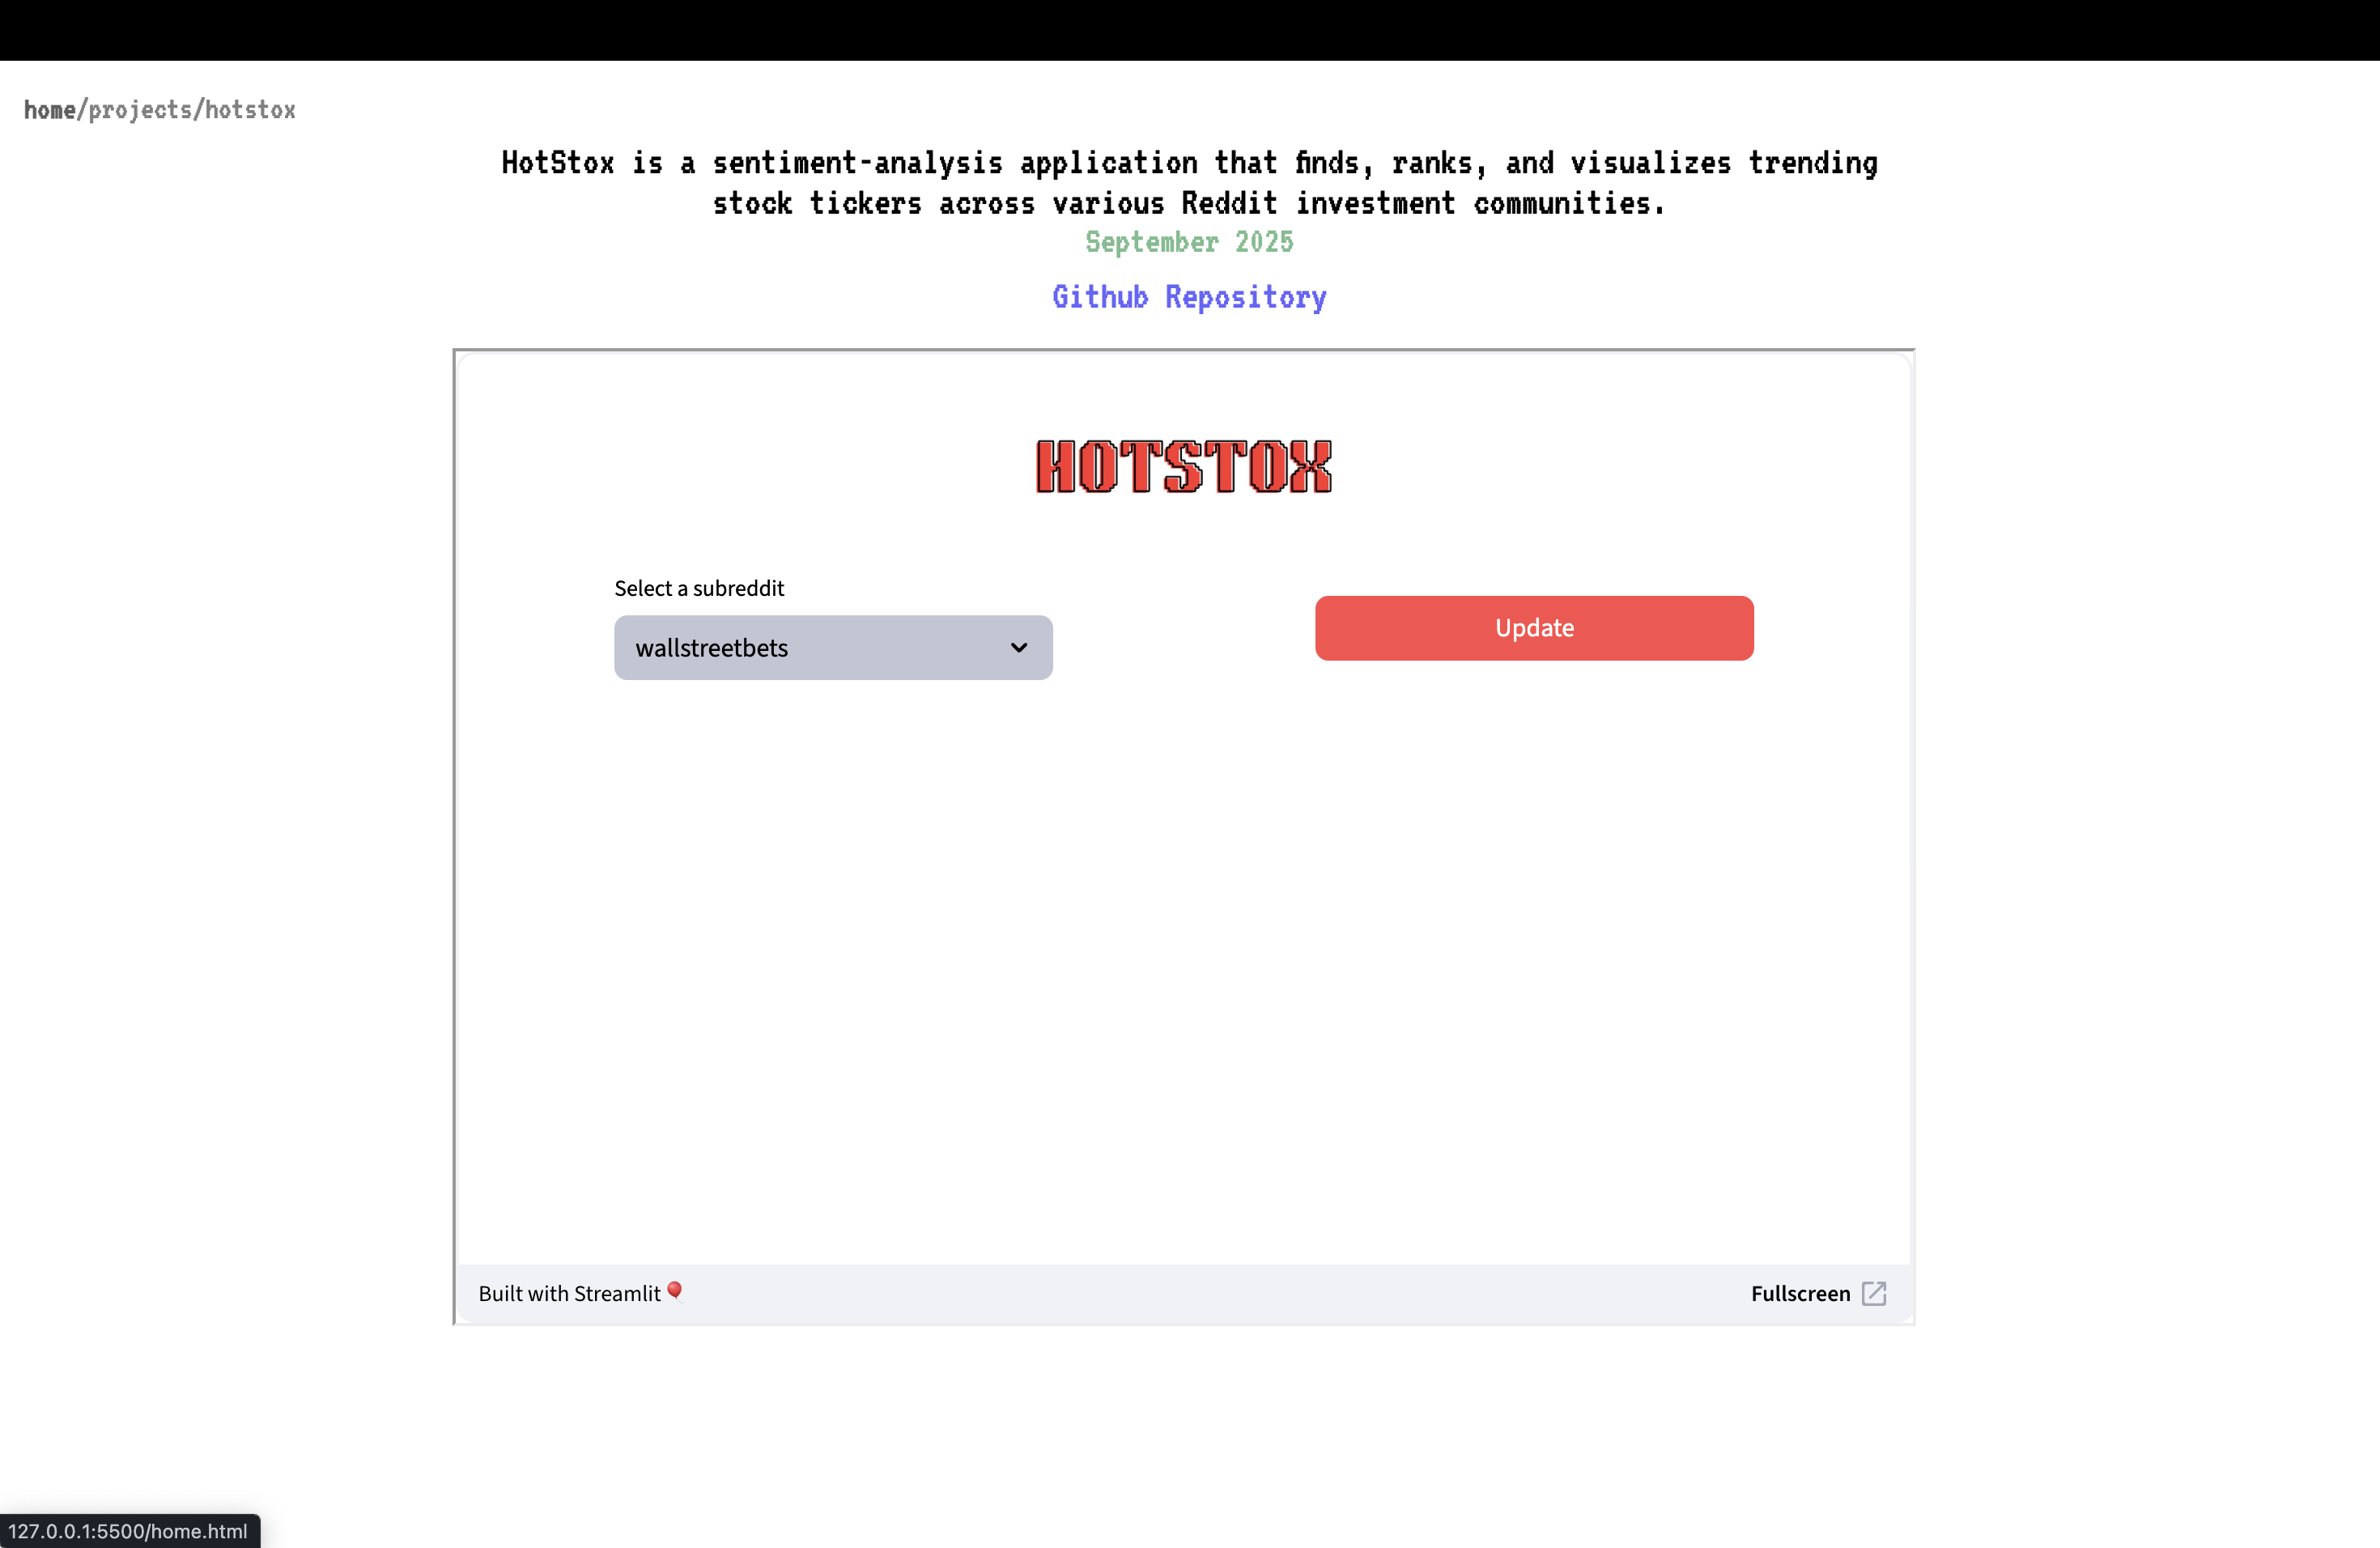 home/projects/hotstox
HotStox is a sentiment-analysis application that finds, ranks, and visualizes trending
stock tickers across various Reddit investment communities.
September 2025
Github Repository
HOTSTOX
Select a subreddit
wallstreetbets
Update
Built with Streamlit
Fullscreen
127.0.0.1:5500/home.html